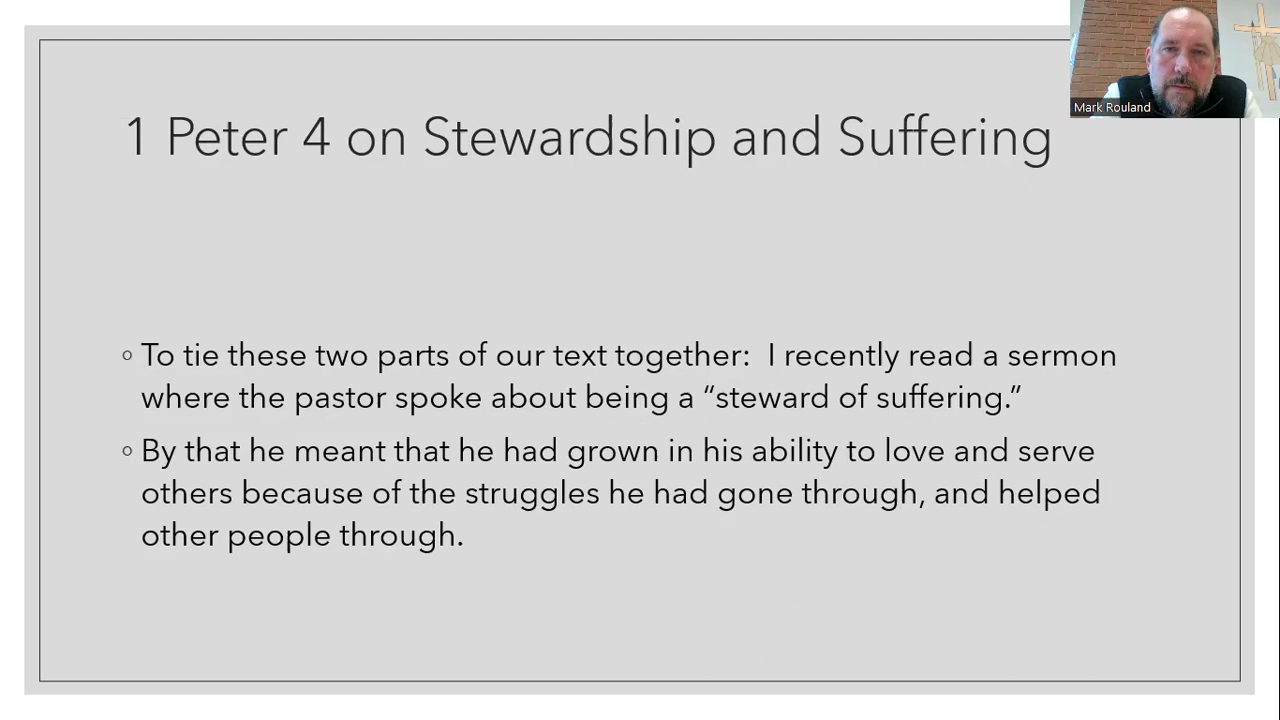 1 Peter 4 on Stewardship and Suffering
Mark Rouland
◦ To tie these two parts of our text together:  I recently read a sermon
where the pastor spoke about being a “steward of suffering.”
◦ By that he meant that he had grown in his ability to love and serve
others because of the struggles he had gone through, and helped
other people through.